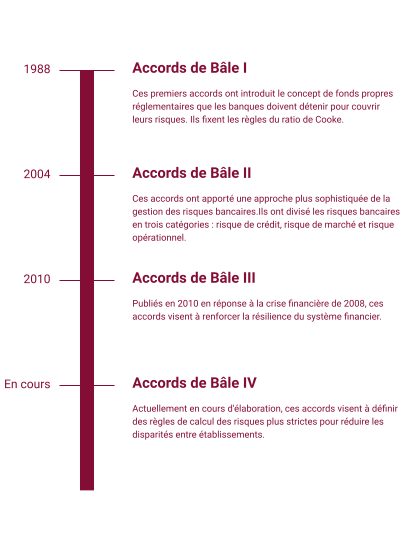 1988
Accords de Bâle I
Ces premiers accords ont introduit le concept de fonds propres
réglementaires que les banques doivent détenir pour couvrir
leurs risques. Ils fixent les règles du ratio de Cooke.
2004
Accords de Bâle II
Ces accords ont apporté une approche plus sophistiquée de la
gestion des risques bancaires.Ils ont divisé les risques bancaires
en trois catégories : risque de crédit, risque de marché et risque
opérationnel.
2010
Accords de Bâle III
Publiés en 2010 en réponse à la crise financière de 2008, ces
accords visent à renforcer la résilience du système financier.
En cours
Accords de Bâle IV
Actuellement en cours d'élaboration, ces accords visent à définir
des règles de calcul des risques plus strictes pour réduire les
disparités entre établissements.